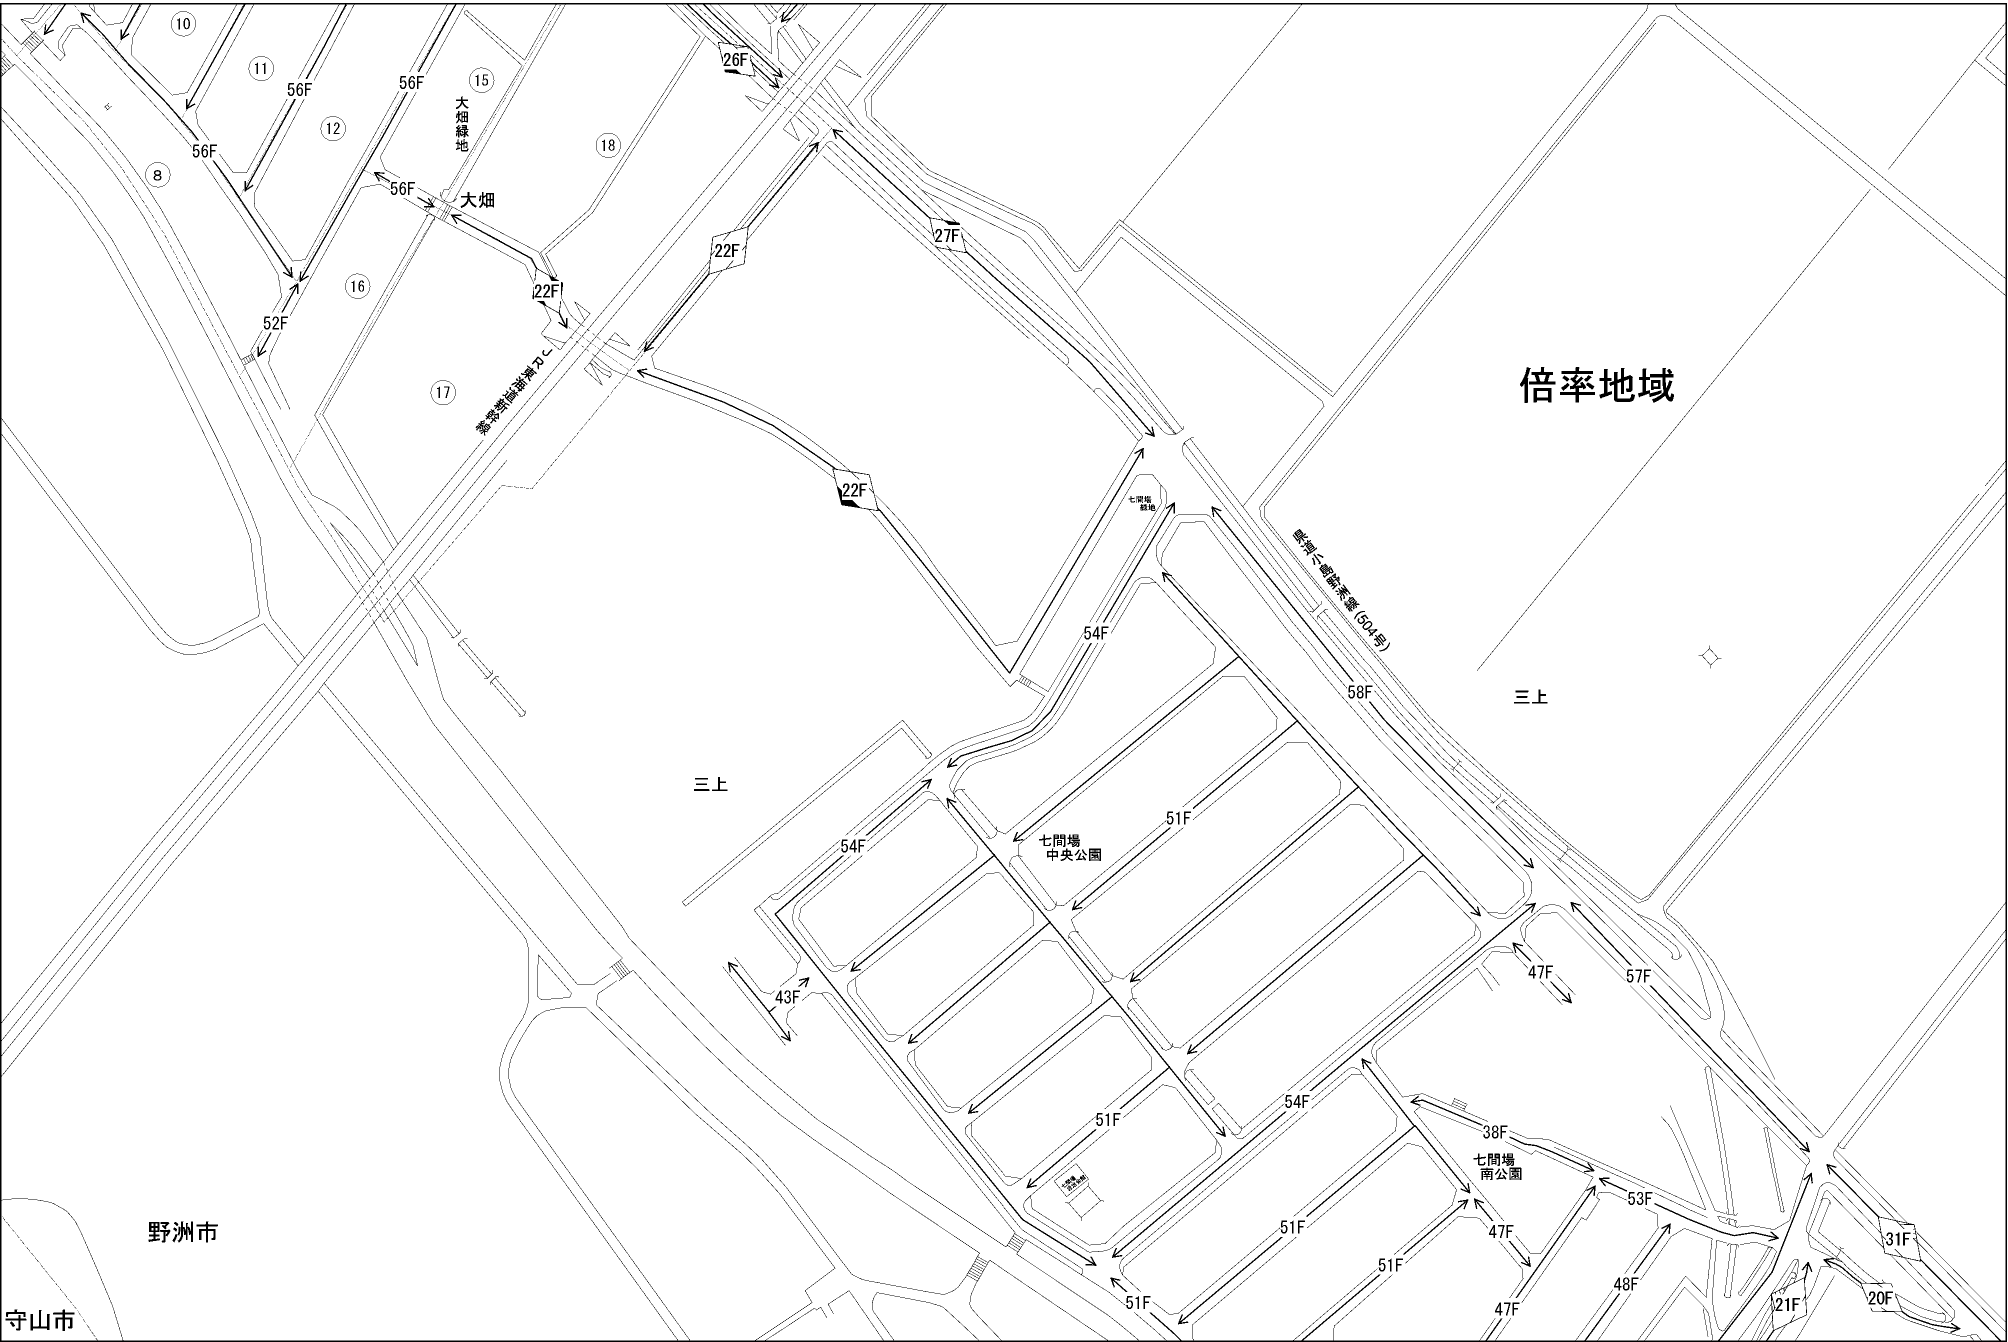 ⑩
26F
⑪
56F
56F
⑮
大畑緑地
⑫
56F
⑱
⑧
56F
大畑
27F
22F
⑯
22F
52F
JR東海道新幹線
⑰
倍率地域
22F
七間場
緑地
県道小島野洲線(504号)
54F
58F
三上
三上
51F
54F
七間場
中央公園
47F
57F
43F
54F
51F
38F
七間場
南公園
53F
野洲市
51F
47F
31F
51F
48F
20F
51F
47F
21F
守山市